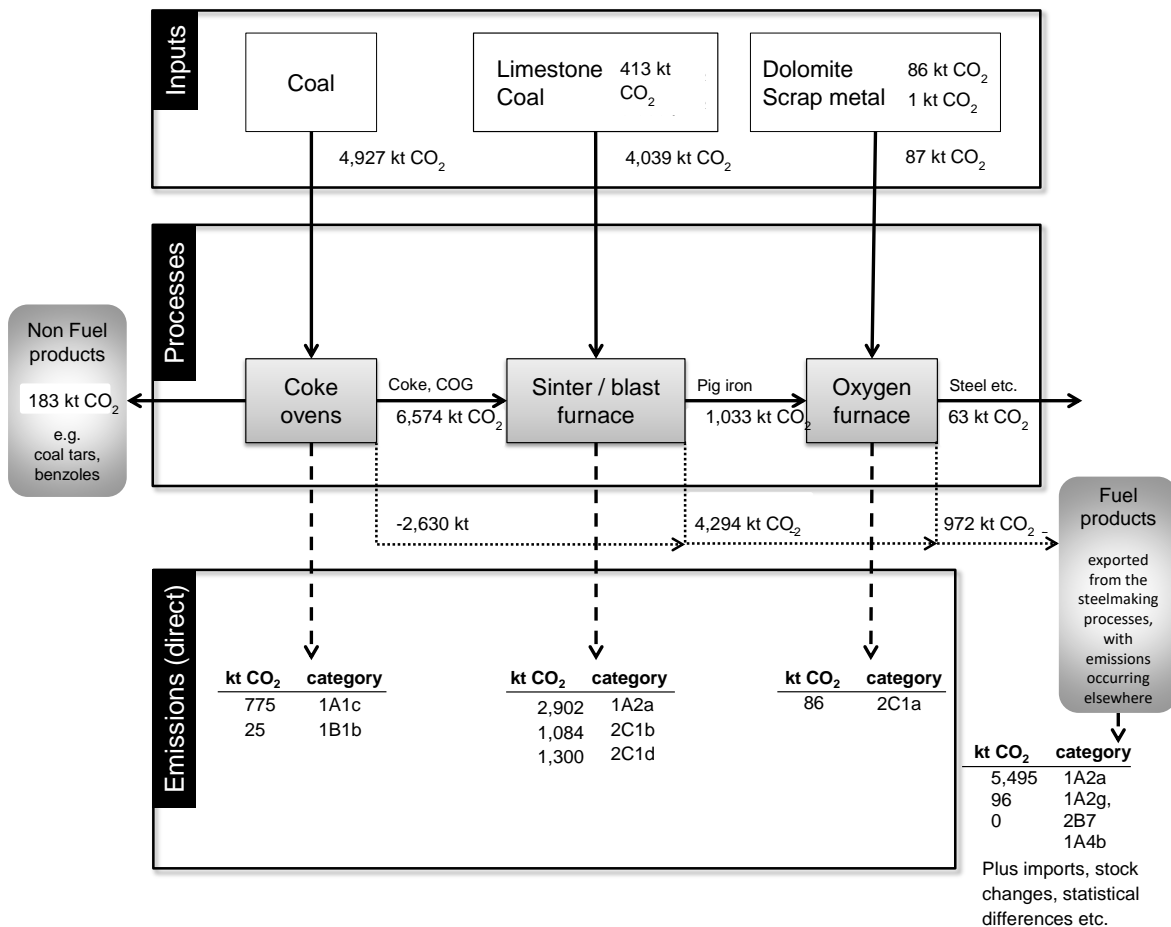 Inputs
Coal
Limestone 413 kt
Coal CO₂
Dolomite 86 kt CO₂
Scrap metal 1 kt CO₂
4,927 kt CO₂
4,039 kt CO₂
87 kt CO₂
Processes
Non Fuel
products
183 kt CO₂
e.g.
coal tars,
benzoles
Coke
ovens
Coke, COG
6,574 kt CO₂
Sinter / blast
furnace
Pig iron
1,033 kt CO₂
Oxygen
furnace
Steel etc.
63 kt CO₂
-2,630 kt
4,294 kt CO₂
972 kt CO₂
Fuel
products
exported
from the
steelmaking
processes,
with
emissions
occurring
elsewhere
Emissions (direct)
kt CO₂ category
775 1A1c
25 1B1b
kt CO₂ category
2,902 1A2a
1,084 2C1b
1,300 2C1d
kt CO₂ category
86 2C1a
kt CO₂ category
5,495 1A2a
96 1A2g,
0 2B7
1A4b
Plus imports, stock
changes, statistical
differences etc.